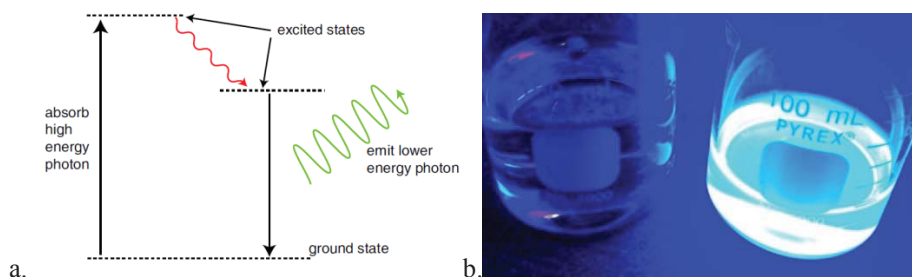 excited states
absorb
high
energy
photon
emit lower
energy photon
ground state
a.
b.
100 mL
PYREX®